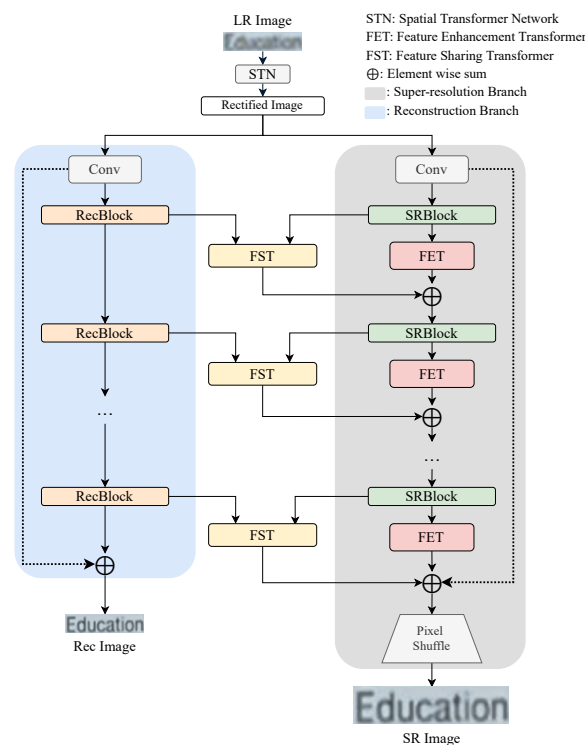 LR Image
Education
STN
Rectified Image
STN: Spatial Transformer Network
FET: Feature Enhancement Transformer
FST: Feature Sharing Transformer
⊕: Element wise sum
: Super-resolution Branch
: Reconstruction Branch
Conv
Conv
RecBlock
SRBlock
FST
FET
RecBlock
SRBlock
FST
FET
...
...
RecBlock
SRBlock
FST
FET
Education
Rec Image
Pixel
Shuffle
Education
SR Image